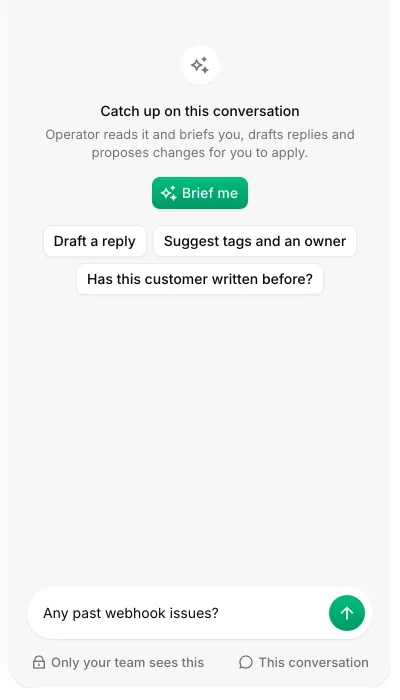 Catch up on this conversation
Operator reads it and briefs you, drafts replies and
proposes changes for you to apply.
Brief me
Draft a reply
Suggest tags and an owner
Has this customer written before?
Any past webhook issues?
Only your team sees this
This conversation